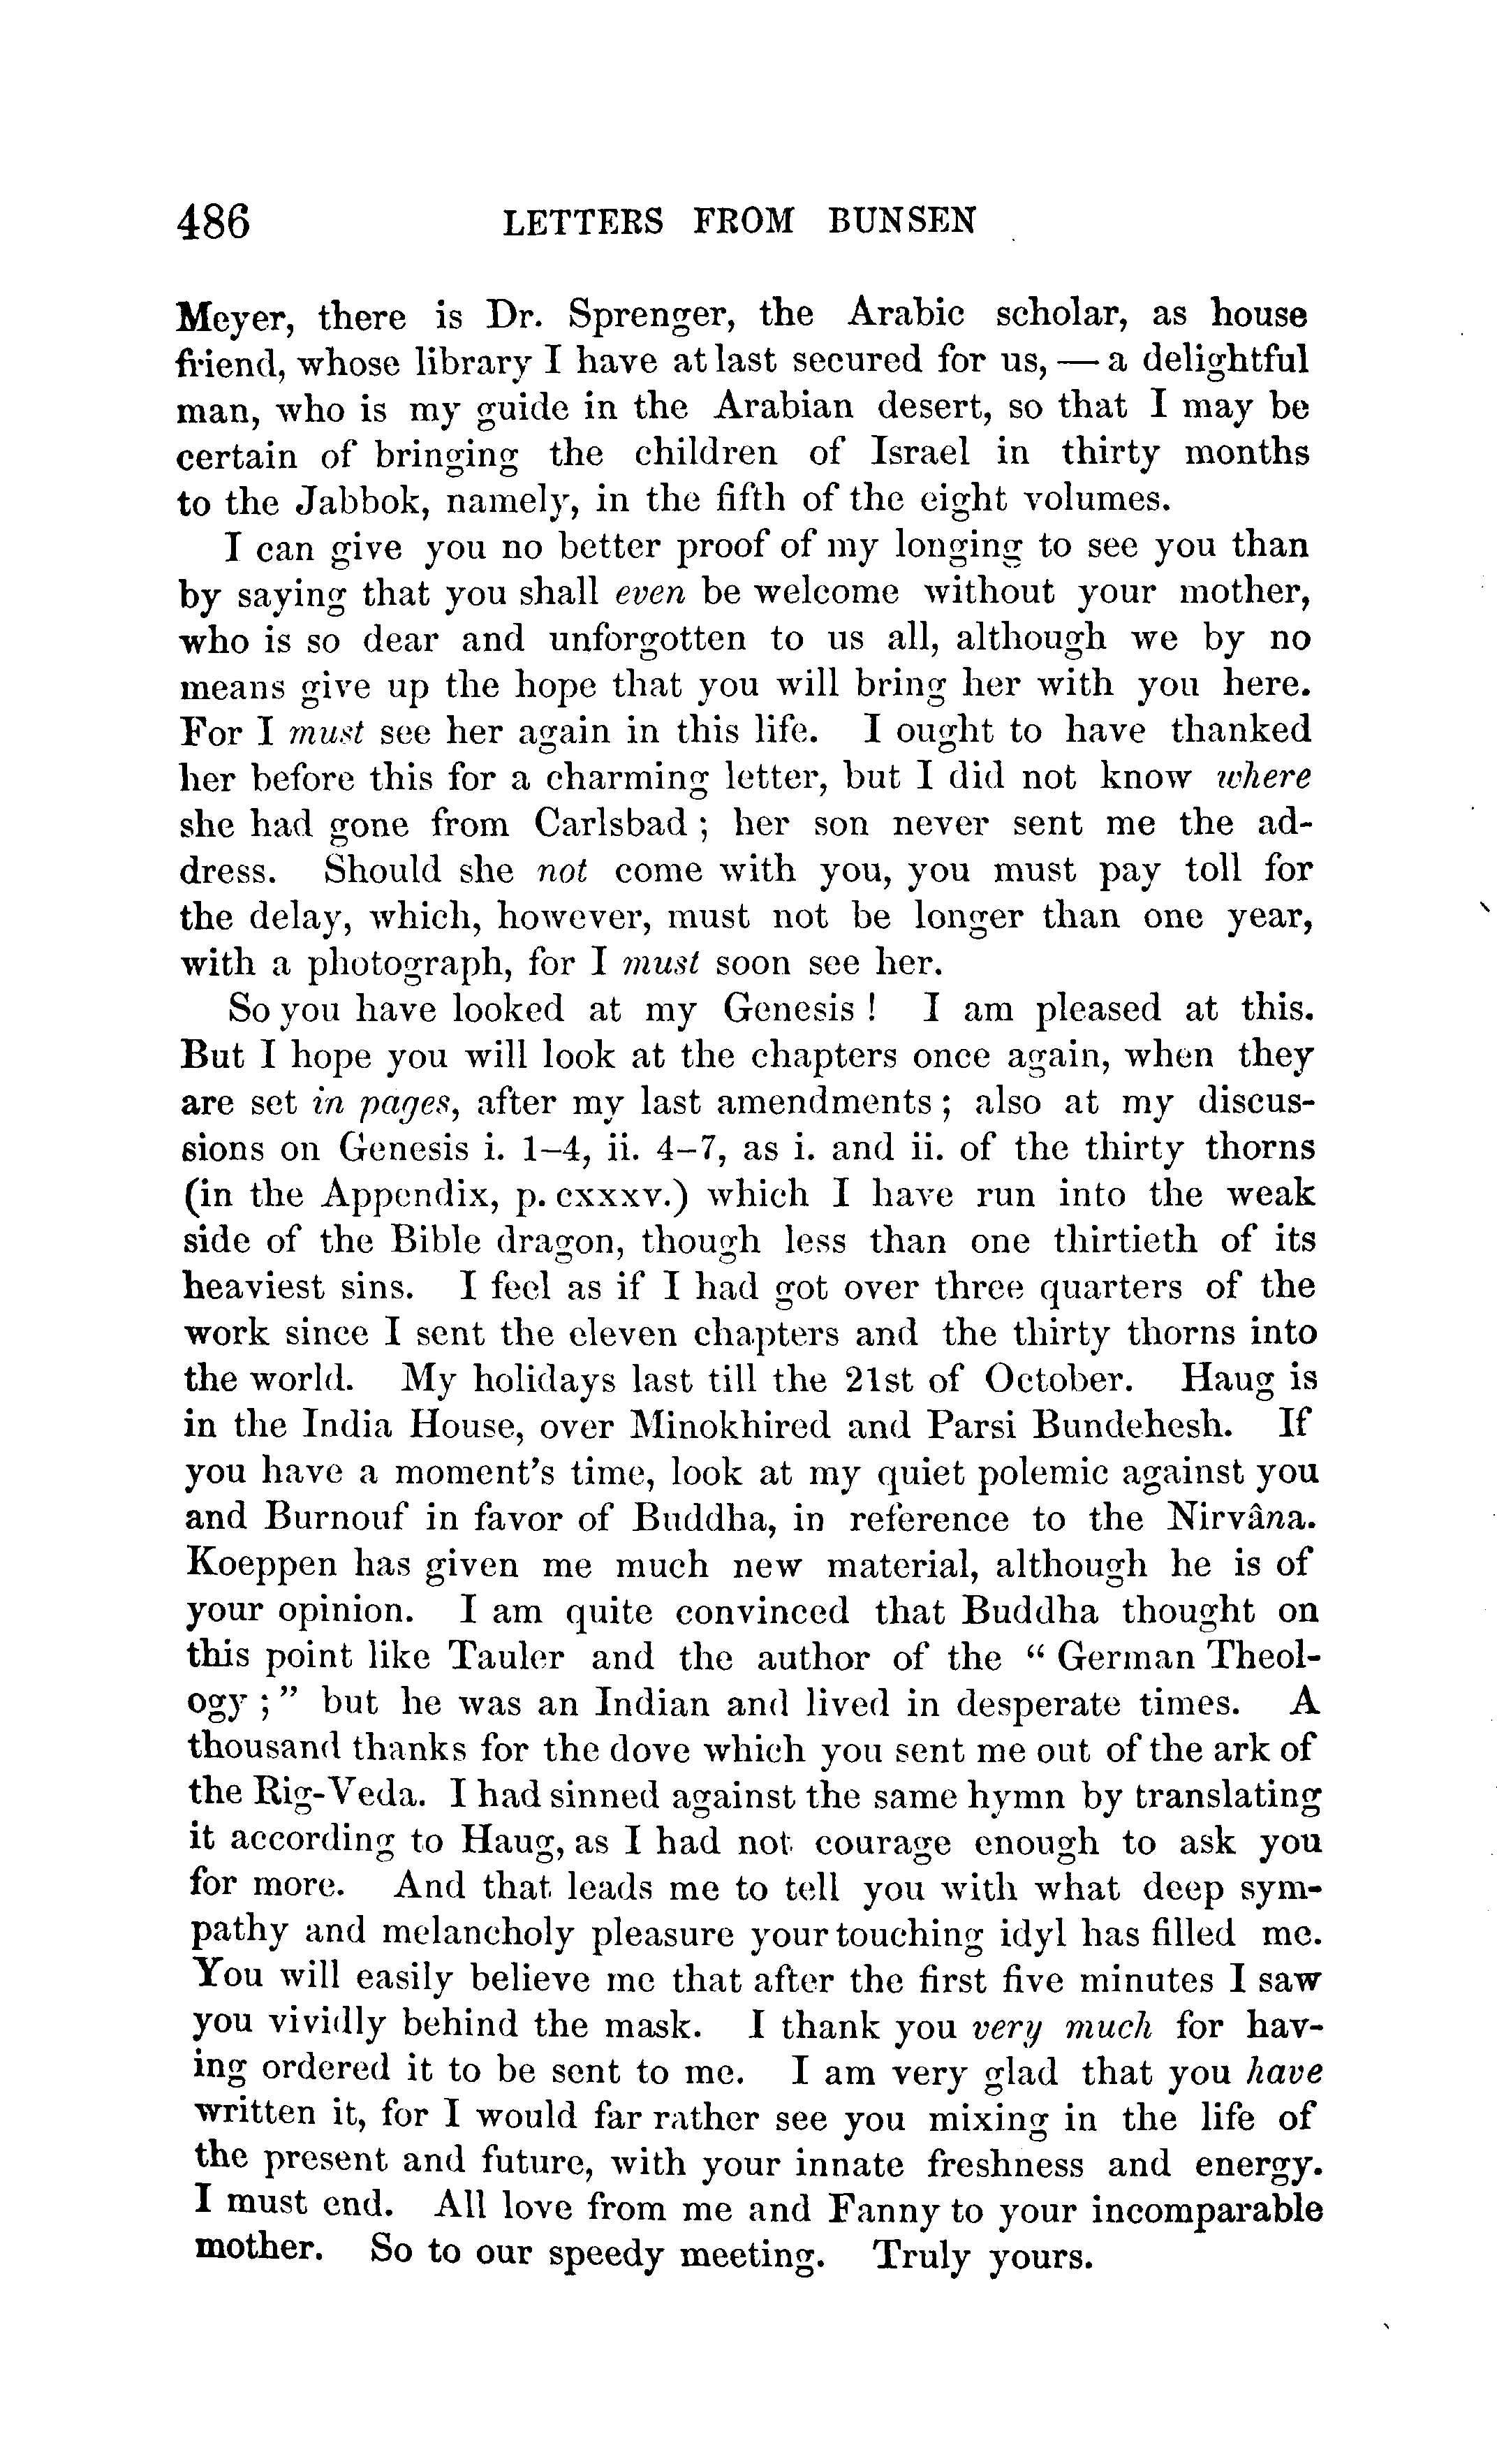 486 LETTERS FROM BUNSEN
Meyer, there is Dr. Sprenger, the Arabic scholar, as house
friend, whose library I have at last secured for us, — a delightful
man, who is my guide in the Arabian desert, so that I may be
certain of bringing the children of Israel in thirty months
to the Jabbok, namely, in the fifth of the eight volumes.
I can give you no better proof of my longing to see you than
by saying that you shall even be welcome without your mother,
who is so dear and unforgotten to us all, although we by no
means give up the hope that you will bring her with you here.
For I must see her again in this life. I ought to have thanked
her before this for a charming letter, but I did not know where
she had gone from Carlsbad ; her son never sent me the ad-
dress. Should she not come with you, you must pay toll for
the delay, which, however, must not be longer than one year,
with a photograph, for I must soon see her.
So you have looked at my Genesis ! I am pleased at this.
But I hope you will look at the chapters once again, when they
are set in pages, after my last amendments ; also at my discus-
sions on Genesis i. 1–4, ii. 4–7, as i. and ii. of the thirty thorns
(in the Appendix, p. cxxxv.) which I have run into the weak
side of the Bible dragon, though less than one thirtieth of its
heaviest sins. I feel as if I had got over three quarters of the
work since I sent the eleven chapters and the thirty thorns into
the world. My holidays last till the 21st of October. Haug is
in the India House, over Minokhired and Parsi Bundehesh. If
you have a moment's time, look at my quiet polemic against you
and Burnouf in favor of Buddha, in reference to the Nirvâna.
Koeppen has given me much new material, although he is of
your opinion. I am quite convinced that Buddha thought on
this point like Tauler and the author of the “ German Theol-
ogy ; ” but he was an Indian and lived in desperate times. A
thousand thanks for the dove which you sent me out of the ark of
the Rig-Veda. I had sinned against the same hymn by translating
it according to Haug, as I had not courage enough to ask you
for more. And that leads me to tell you with what deep sym-
pathy and melancholy pleasure your touching idyl has filled me.
You will easily believe me that after the first five minutes I saw
you vividly behind the mask. I thank you very much for hav-
ing ordered it to be sent to me. I am very glad that you have
written it, for I would far rather see you mixing in the life of
the present and future, with your innate freshness and energy.
I must end. All love from me and Fanny to your incomparable
mother. So to our speedy meeting. Truly yours.